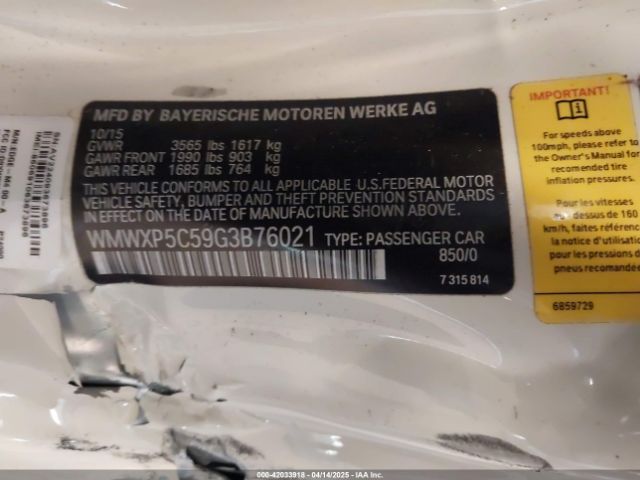 MFD BY BAYERISCHE MOTOREN WERKE AG
10/15
GVWR 3565 lbs 1617 kg
GAWR FRONT 1990 lbs 903 kg
GAWR REAR 1685 lbs 764 kg
THIS VEHICLE CONFORMS TO ALL APPLICABLE U.S.FEDERAL MOTOR
VEHICLE SAFETY, BUMPER AND THEFT PREVENTION STANDARDS
IN EFFECT ON THE DATE OF MANUFACTURE SHOWN ABOVE.
WMWXP5C59G3B76021 TYPE: PASSENGER CAR
850/0
7 315 814
IMPORTANT!
For speeds above
100mph, please refer to
the Owner's Manual for
recomended tire
inflation pressures.
Pour les vitesses
au dessus de 160
km/h, faites référence
la notice d'utilisation
pour les pressions de
pneus recomandées
6859729
000-42033918 - 04/14/2025 - IAA Inc.